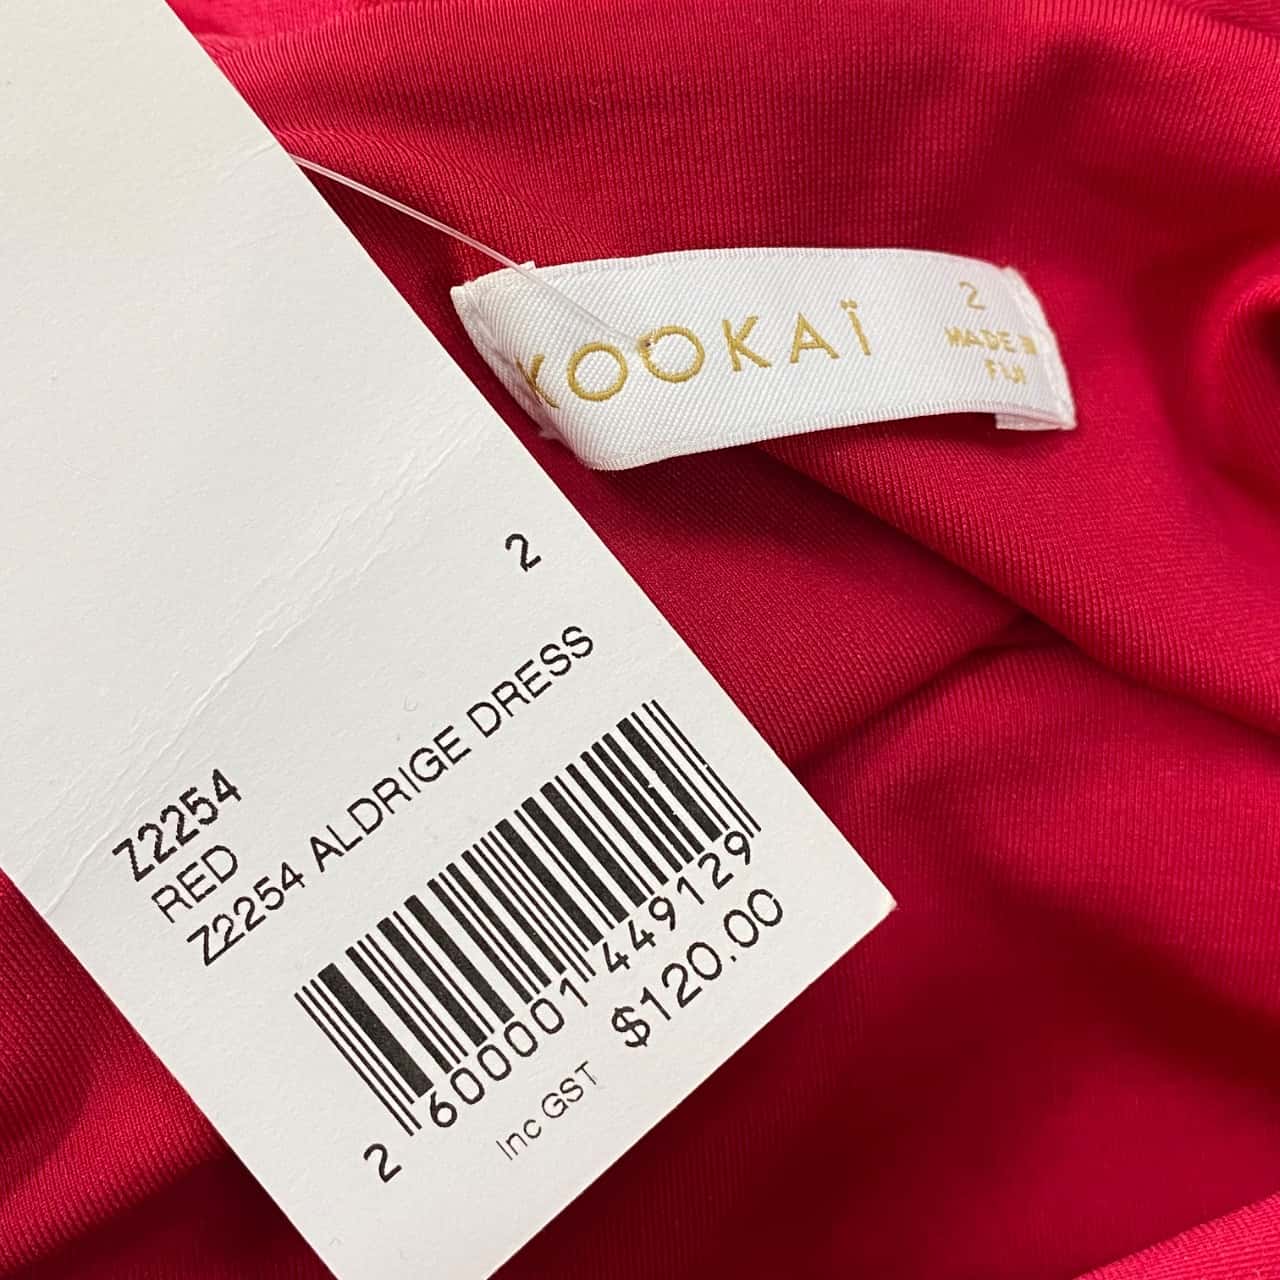 KOOKAÏ
2
MADE IN
FIJI
2
Z2254
RED
Z2254 ALDRIGE DRESS
2 600001 449129
$120.00
Inc GST